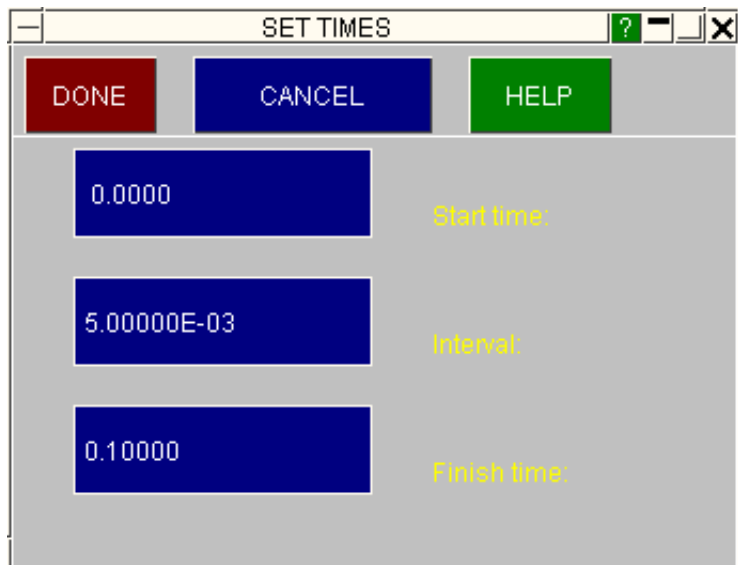 SET TIMES ?
DONE CANCEL HELP
0.0000 Start time:
5.00000E-03 Interval:
0.10000 Finish time: